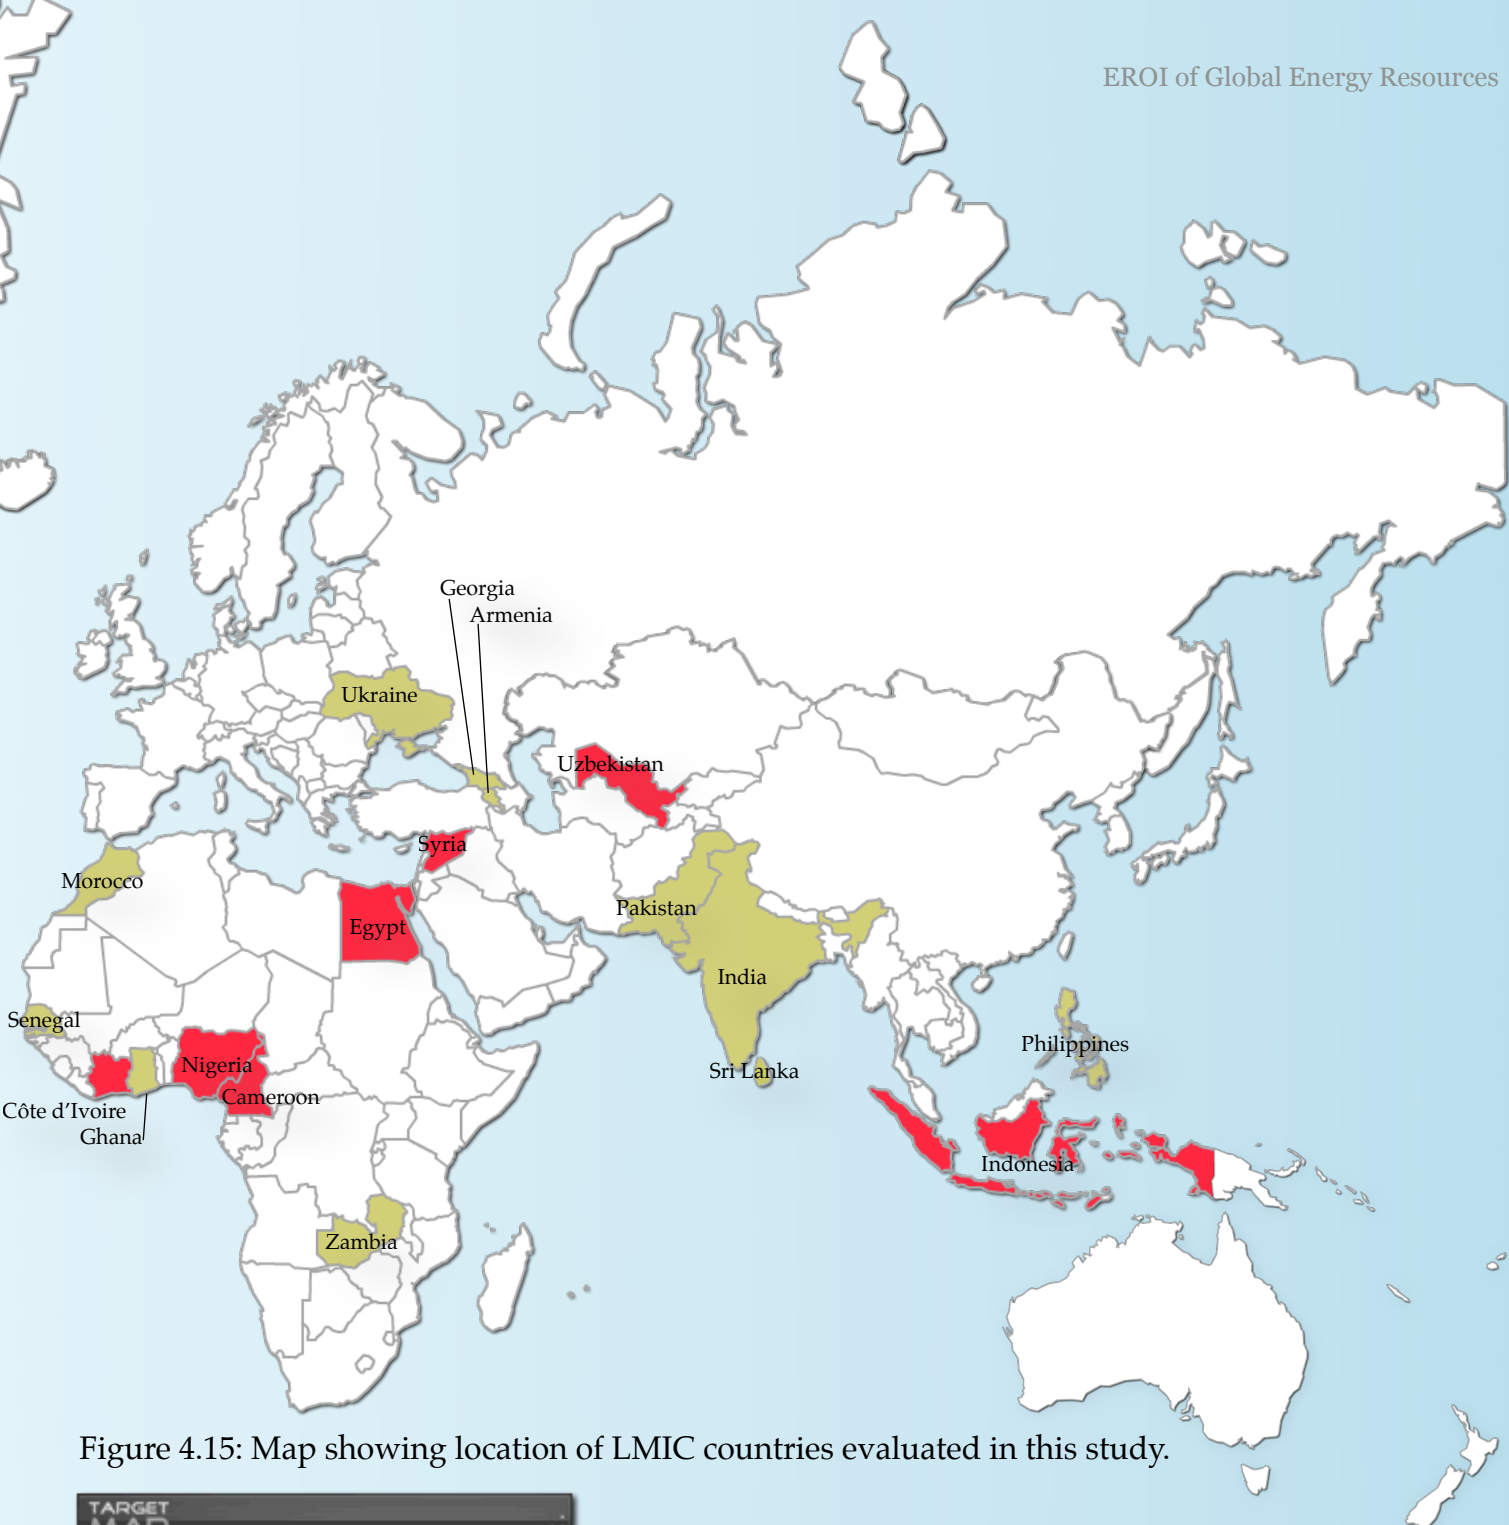 EROI of Global Energy Resources
Georgia
Armenia
Ukraine
Uzbekistan
Syria
Morocco
Egypt
Pakistan
India
Senegal
Nigeria
Philippines
Sri Lanka
Cameroon
Côte d'Ivoire
Ghana
Indonesia
Zambia
Figure 4.15: Map showing location of LMIC countries evaluated in this study.
TARGET
MAP